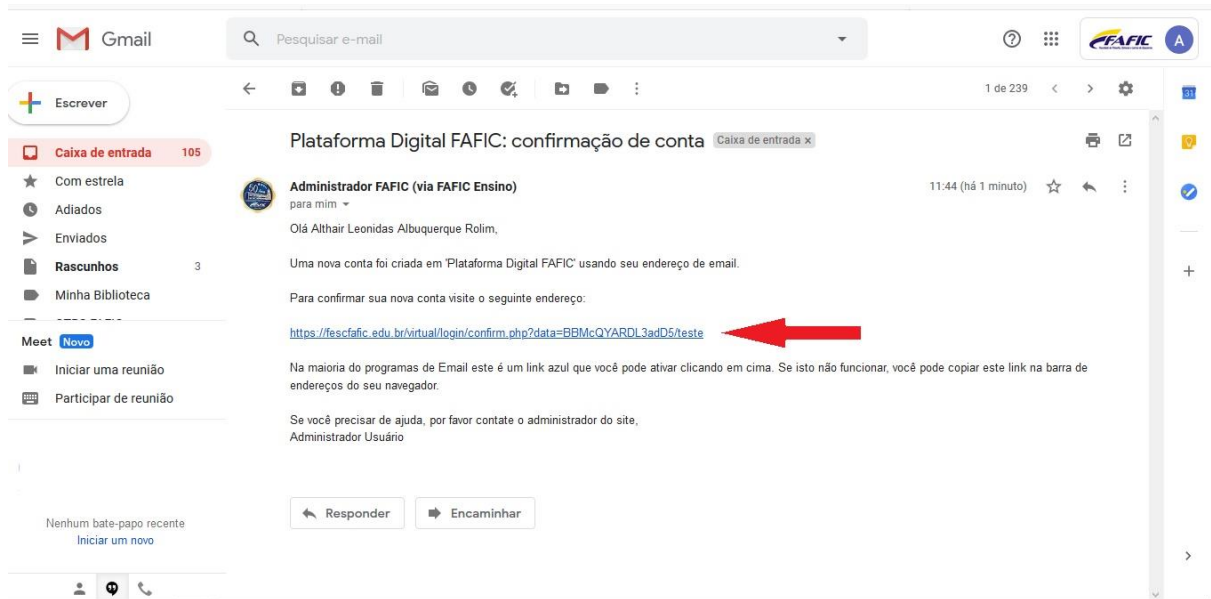 Gmail
Pesquisar e-mail
FAFIC
A
Escrever
1 de 239
31
Caixa de entrada 105
Com estrela
Adiados
Enviados
Rascunhos 3
Minha Biblioteca
Meet Novo
Iniciar uma reunião
Participar de reunião
Nenhum bate-papo recente
Iniciar um novo
Plataforma Digital FAFIC: confirmação de conta Caixa de entrada x
Administrador FAFIC (via FAFIC Ensino) 11:44 (há 1 minuto)
para mim
Olá Althair Leonidas Albuquerque Rolim,
Uma nova conta foi criada em 'Plataforma Digital FAFIC' usando seu endereço de email.
Para confirmar sua nova conta visite o seguinte endereço:
https://fescfafic.edu.br/virtual/login/confirm.php?data=BBMcQYARDL3adD5/teste
Na maioria do programas de Email este é um link azul que você pode ativar clicando em cima. Se isto não funcionar, você pode copiar este link na barra de
endereços do seu navegador.
Se você precisar de ajuda, por favor contate o administrador do site,
Administrador Usuário
Responder Encaminhar